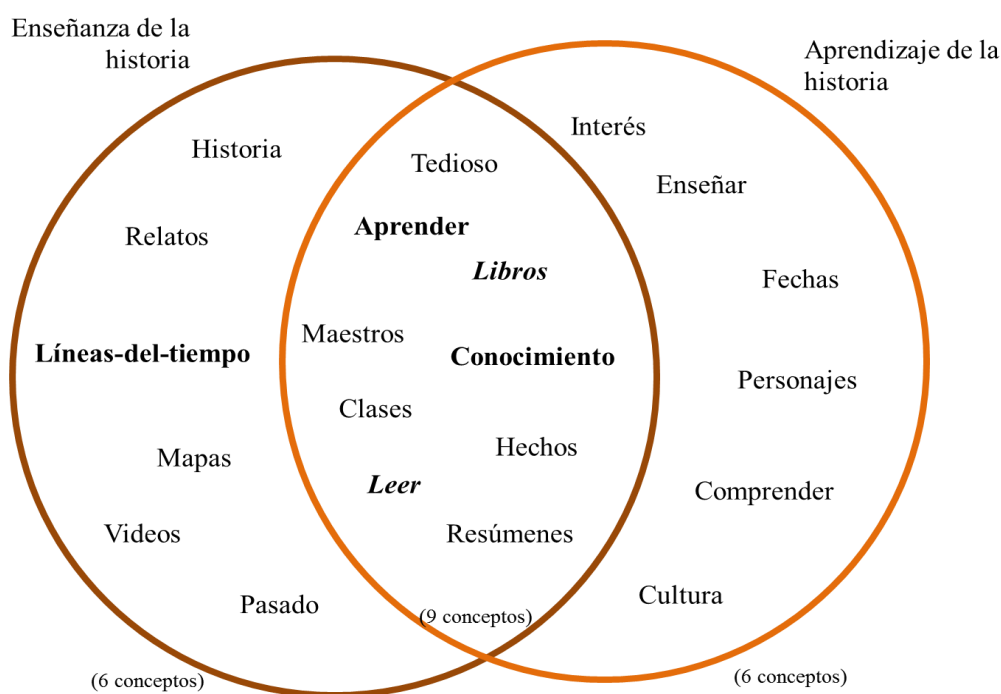 Enseñanza de la
historia
Aprendizaje de la
historia
Historia
Relatos
Líneas-del-tiempo
Mapas
Videos
Pasado
(6 conceptos)
Tedioso
Aprender
Libros
Maestros
Conocimiento
Clases
Hechos
Leer
Resúmenes
(9 conceptos)
Interés
Enseñar
Fechas
Personajes
Comprender
Cultura
(6 conceptos)